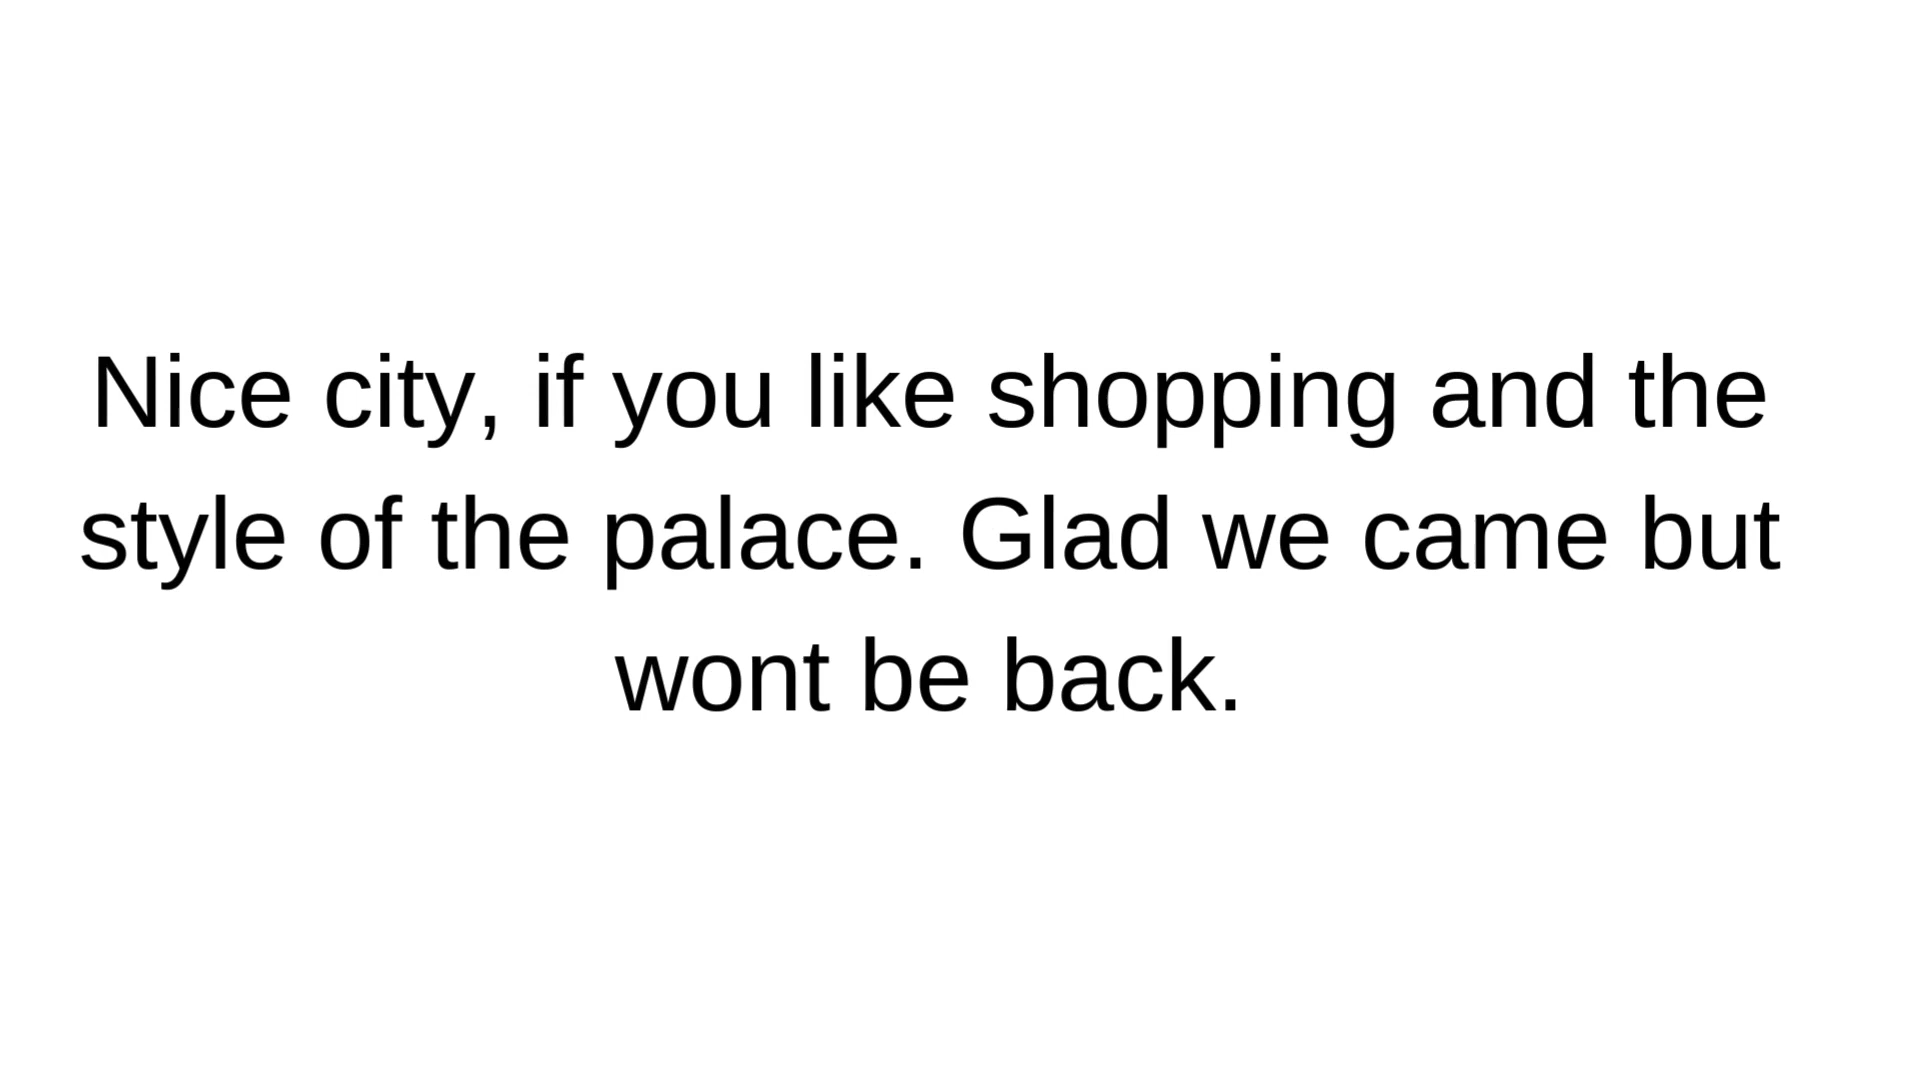 Nice city, if you like shopping and the
style of the palace. Glad we came but
wont be back.